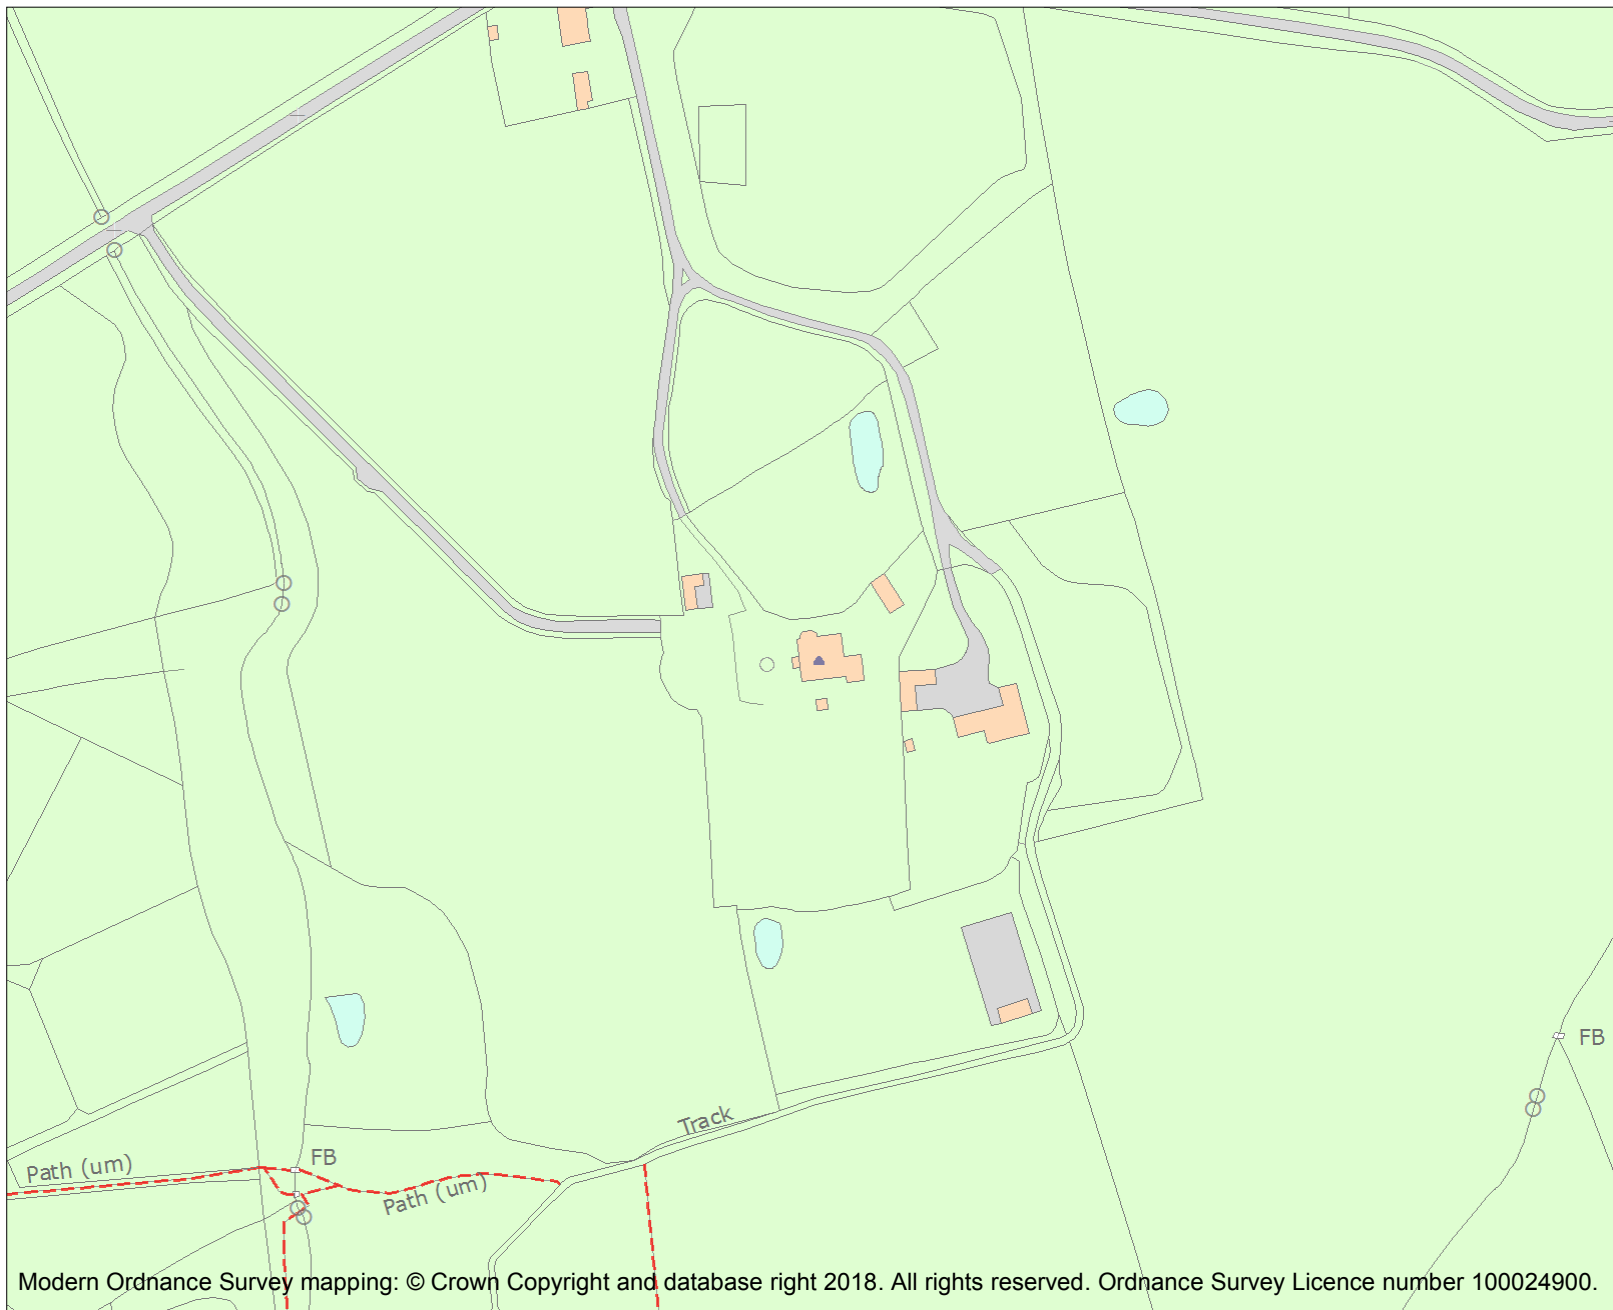 FB
Track
FB
Path (um)
Path (um)
Modern Ordnance Survey mapping: © Crown Copyright and database right 2018. All rights reserved. Ordnance Survey Licence number 100024900.